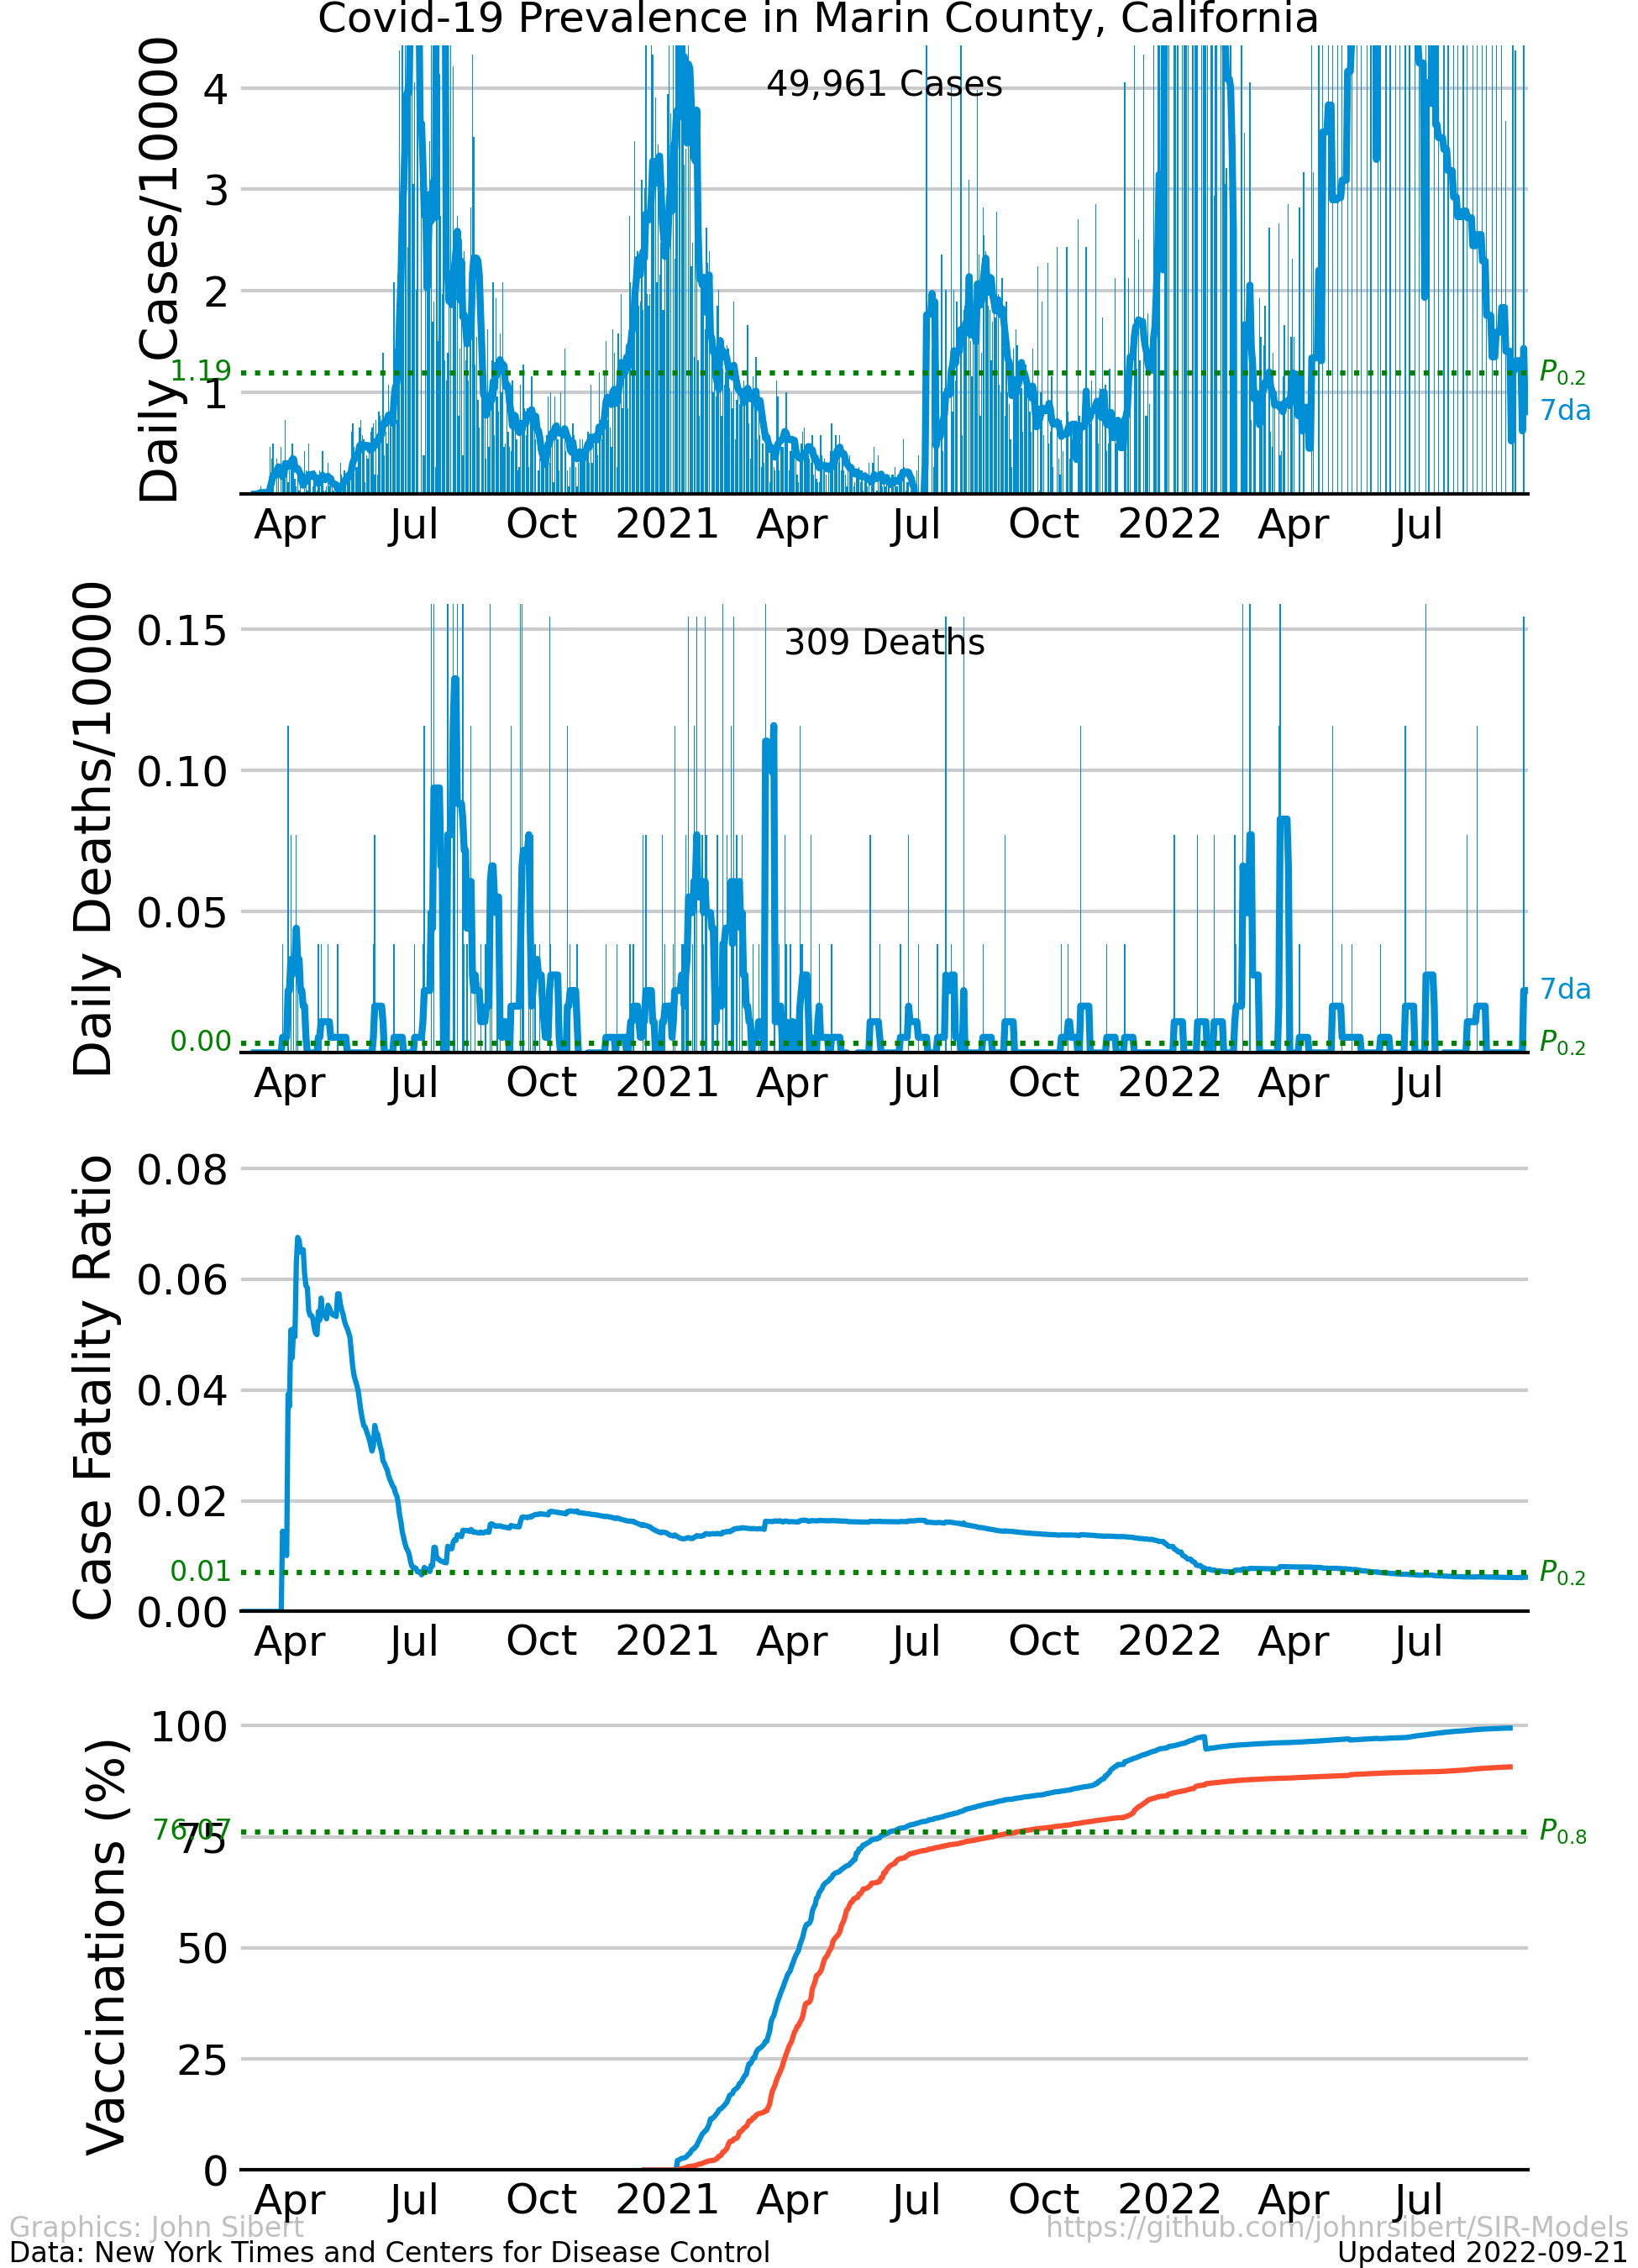 Covid-19 Prevalence in Marin County, California
Daily Cases/10000
4
3
2
1
1.19
49,961 Cases
P0.2
7da
Apr Jul Oct 2021 Apr Jul Oct 2022 Apr Jul
Daily Deaths/10000
0.15
0.10
0.05
0.00
309 Deaths
7da
P0.2
Apr Jul Oct 2021 Apr Jul Oct 2022 Apr Jul
Case Fatality Ratio
0.08
0.06
0.04
0.02
0.01
0.00
P0.2
Apr Jul Oct 2021 Apr Jul Oct 2022 Apr Jul
Vaccinations (%)
100
76.07
75
50
25
0
P0.8
Apr Jul Oct 2021 Apr Jul Oct 2022 Apr Jul
Graphics: John Sibert
https://github.com/johnrsibert/SIR-Models
Data: New York Times and Centers for Disease Control
Updated 2022-09-21